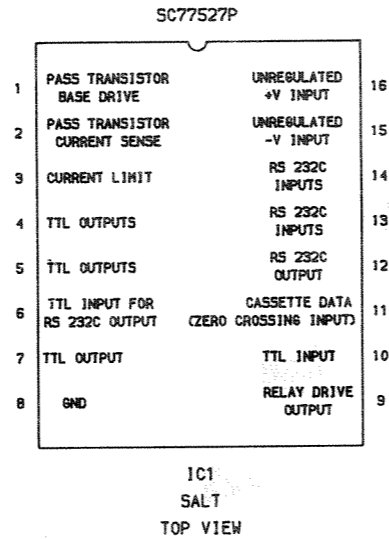 SC77527P
1 PASS TRANSISTOR
BASE DRIVE
UNREGULATED 16
+V INPUT
2 PASS TRANSISTOR
CURRENT SENSE
UNREGULATED 15
-V INPUT
3 CURRENT LIMIT
RS 232C 14
INPUTS
4 TTL OUTPUTS
RS 232C 13
INPUTS
5 TTL OUTPUTS
RS 232C 12
OUTPUT
6 TTL INPUT FOR
RS 232C OUTPUT
CASSETTE DATA 11
(ZERO CROSSING INPUT)
7 TTL OUTPUT
TTL INPUT 10
8 GND
RELAY DRIVE 9
OUTPUT
IC1
SALT
TOP VIEW